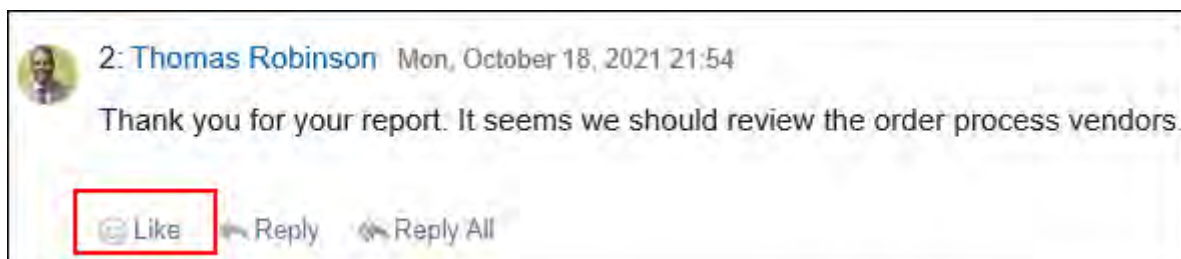 2: Thomas Robinson Mon, October 18, 2021 21:54
Thank you for your report. It seems we should review the order process vendors.
Like Reply Reply All